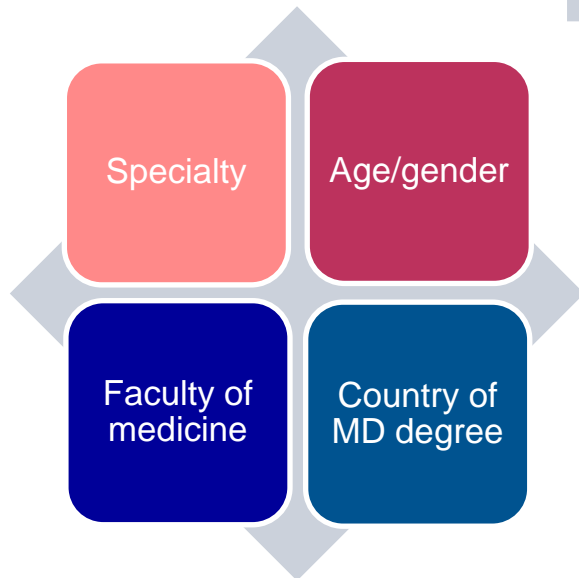 Specialty
Age/gender
Faculty of
medicine
Country of
MD degree